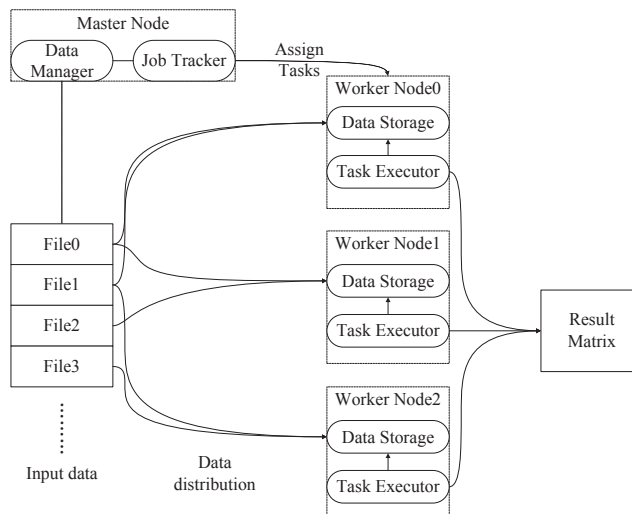 Master Node
Data
Manager
Job Tracker
Assign
Tasks
Worker Node0
Data Storage
Task Executor
File0
File1
File2
File3
Input data
Data
distribution
Worker Node1
Data Storage
Task Executor
Worker Node2
Data Storage
Task Executor
Result
Matrix